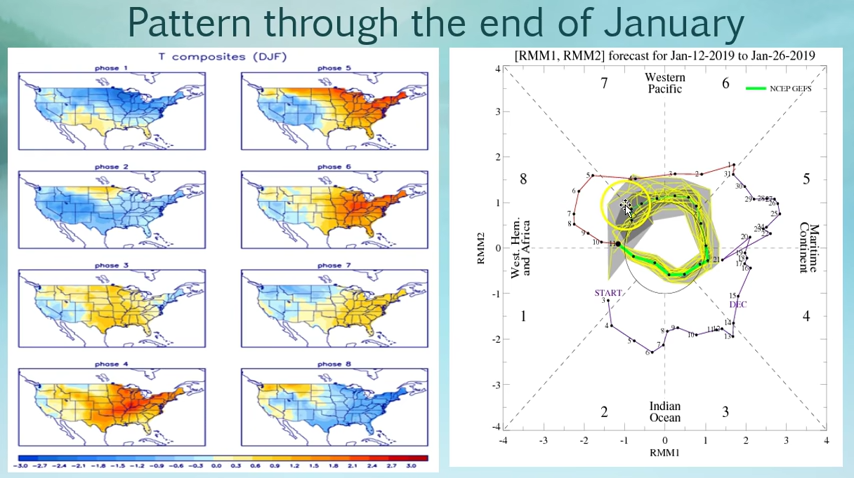 Pattern through the end of January
T composites (DJF)
phase 1
phase 5
phase 2
phase 6
phase 3
phase 7
phase 4
phase 8
-3.0 -2.7 -2.4 -2.1 -1.8 -1.5 -1.2 -0.9 -0.6 -0.3 0.0 0.3 0.6 0.9 1.2 1.5 1.8 2.1 2.4 2.7 3.0
[RMM1, RMM2] forecast for Jan-12-2019 to Jan-26-2019
7
Western
Pacific
6
NCEP GEFS
8
5
West. Hem.
and Africa
Maritime
Continent
START
DEC
1
4
2
Indian
Ocean
3
RMM2
4
3
2
1
0
-1
-2
-3
-4
-4 -3 -2 -1 0 1 2 3 4
RMM1